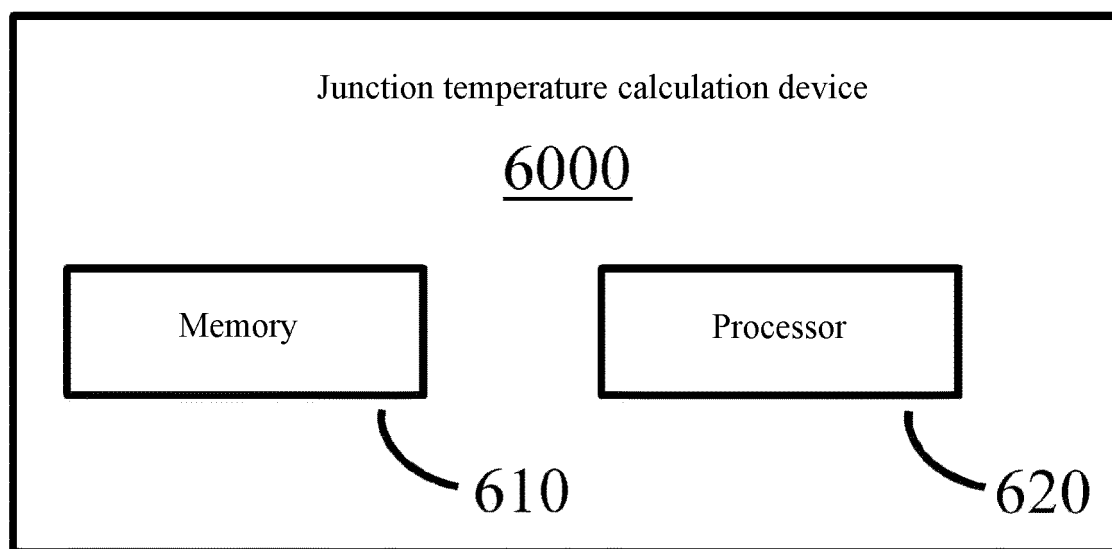 Junction temperature calculation device
6000
Memory
Processor
610
620